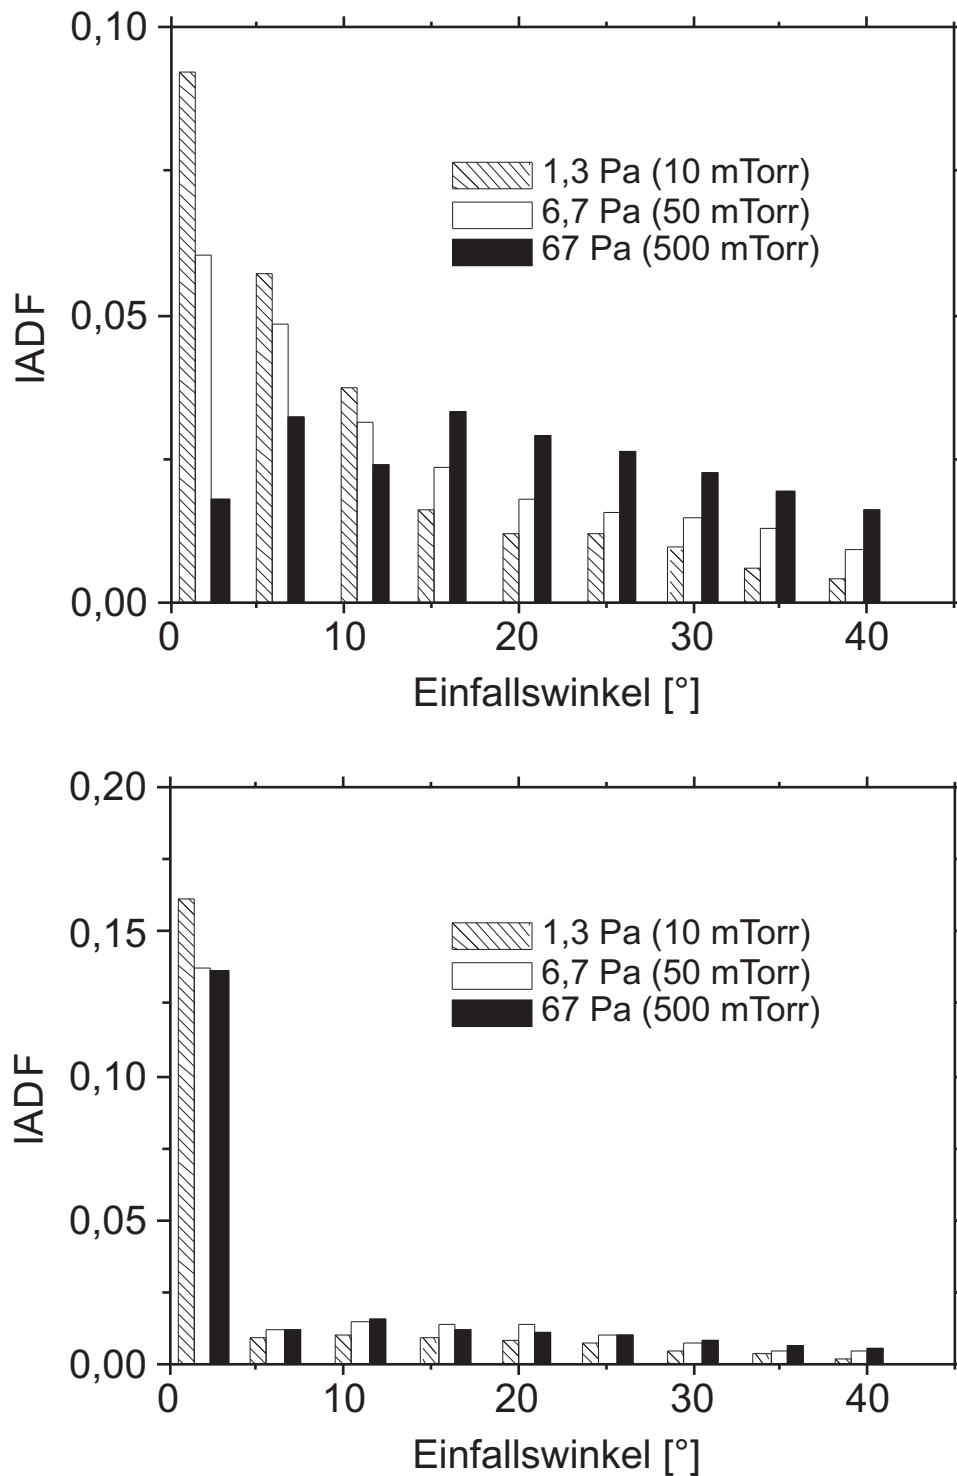 0,10
1,3 Pa (10 mTorr)
6,7 Pa (50 mTorr)
67 Pa (500 mTorr)
0,05
IADF
0,00
0 10 20 30 40
Einfallswinkel [°]
0,20
0,15
1,3 Pa (10 mTorr)
6,7 Pa (50 mTorr)
67 Pa (500 mTorr)
0,10
IADF
0,05
0,00
0 10 20 30 40
Einfallswinkel [°]